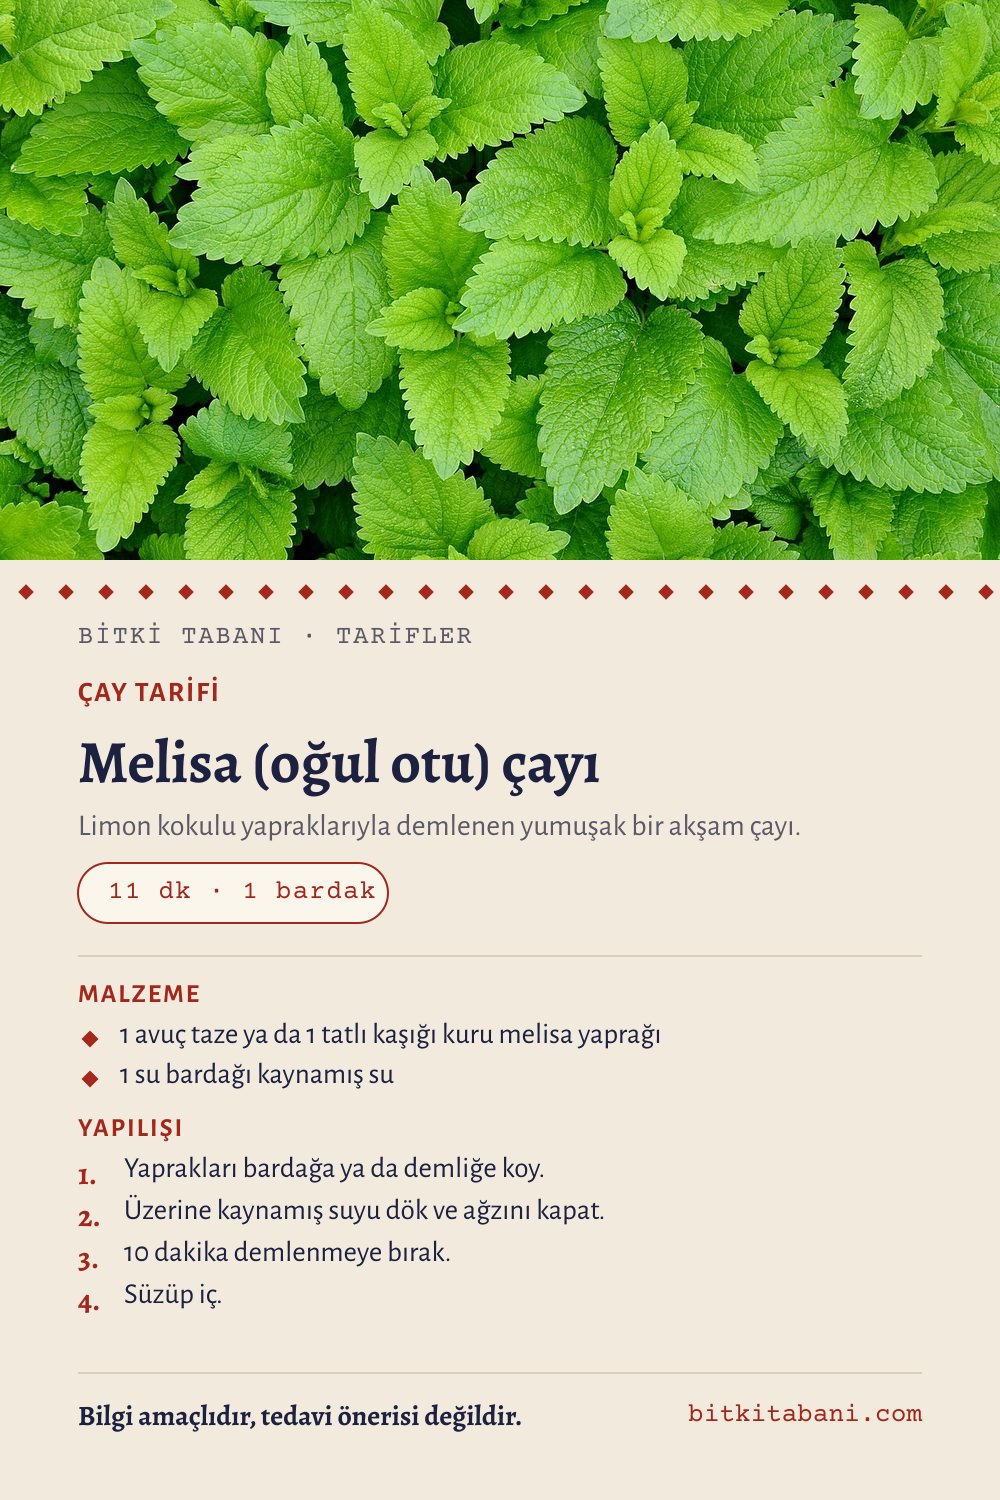 BİTKİ TABANI · TARİFLER
ÇAY TARİFİ
Melisa (oğul otu) çayı
Limon kokulu yapraklarıyla demlenen yumuşak bir akşam çayı.
11 dk · 1 bardak
MALZEME
◆ 1 avuç taze ya da 1 tatlı kaşığı kuru melisa yaprağı
◆ 1 su bardağı kaynamış su
YAPILIŞI
1. Yaprakları bardağa ya da demliğe koy.
2. Üzerine kaynamış suyu dök ve ağzını kapat.
3. 10 dakika demlenmeye bırak.
4. Süzüp iç.
Bilgi amaçlıdır, tedavi önerisi değildir.
bitkitabani.com